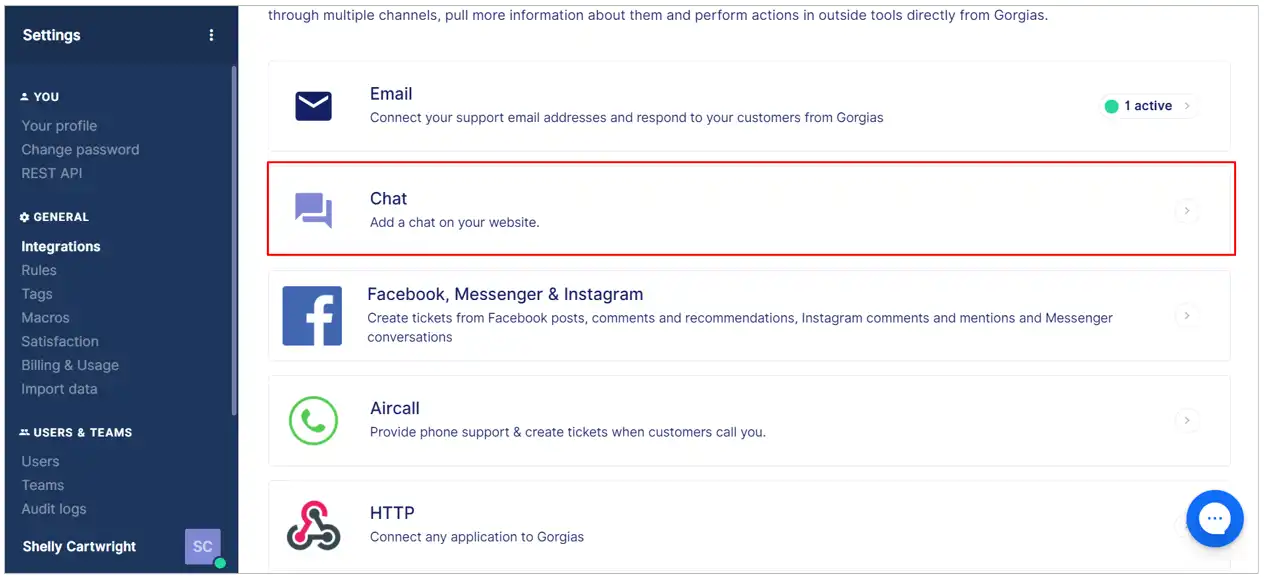 Settings
YOU
Your profile
Change password
REST API
GENERAL
Integrations
Rules
Tags
Macros
Satisfaction
Billing & Usage
Import data
USERS & TEAMS
Users
Teams
Audit logs
Shelly Cartwright
SC
through multiple channels, pull more information about them and perform actions in outside tools directly from Gorgias.
Email
Connect your support email addresses and respond to your customers from Gorgias
1 active
Chat
Add a chat on your website.
Facebook, Messenger & Instagram
Create tickets from Facebook posts, comments and recommendations, Instagram comments and mentions and Messenger
conversations
Aircall
Provide phone support & create tickets when customers call you.
HTTP
Connect any application to Gorgias